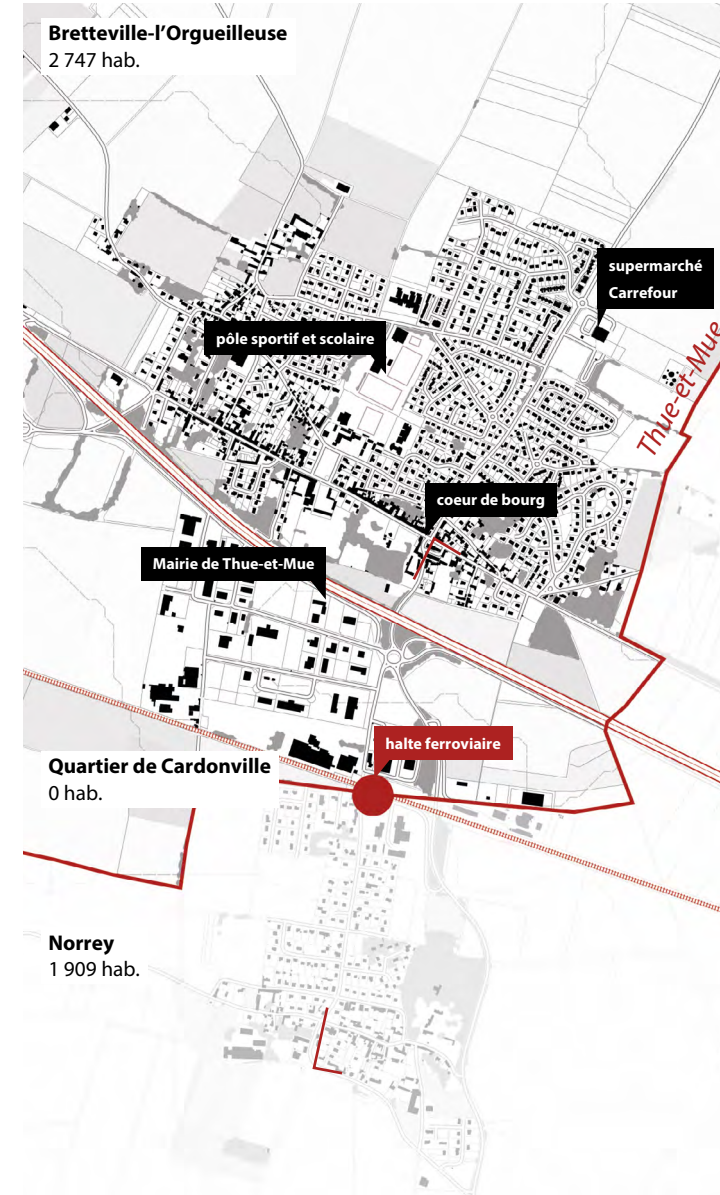 Bretteville-l'Orgueilleuse
2 747 hab.
supermarché
Carrefour
pôle sportif et scolaire
Thue-et-Mue
coeur de bourg
Mairie de Thue-et-Mue
halte ferroviaire
Quartier de Cardonville
0 hab.
Norrey
1 909 hab.